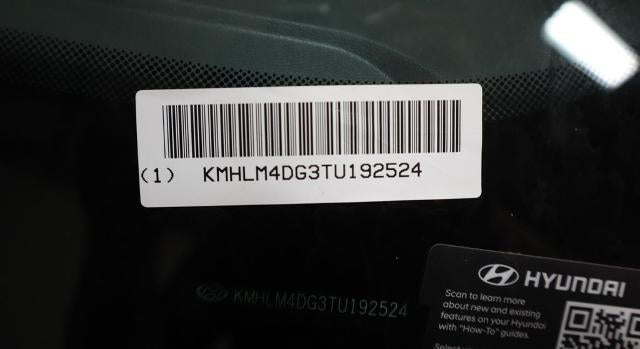 (1) KMHLM4DG3TU192524
KMHLM4DG3TU192524
HYUNDAI
Scan to learn more
about new and existing
features on your Hyundai
with "How-To" guides.